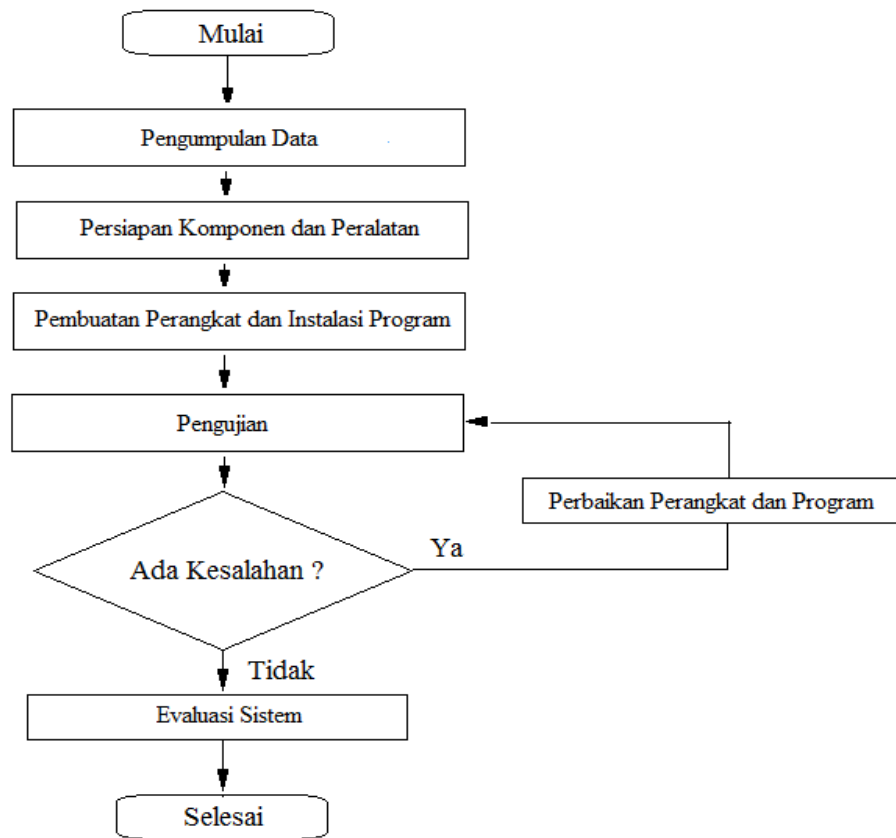 Mulai
Pengumpulan Data
Persiapan Komponen dan Peralatan
Pembuatan Perangkat dan Instalasi Program
Pengujian
Perbaikan Perangkat dan Program
Ada Kesalahan ?
Ya
Tidak
Evaluasi Sistem
Selesai